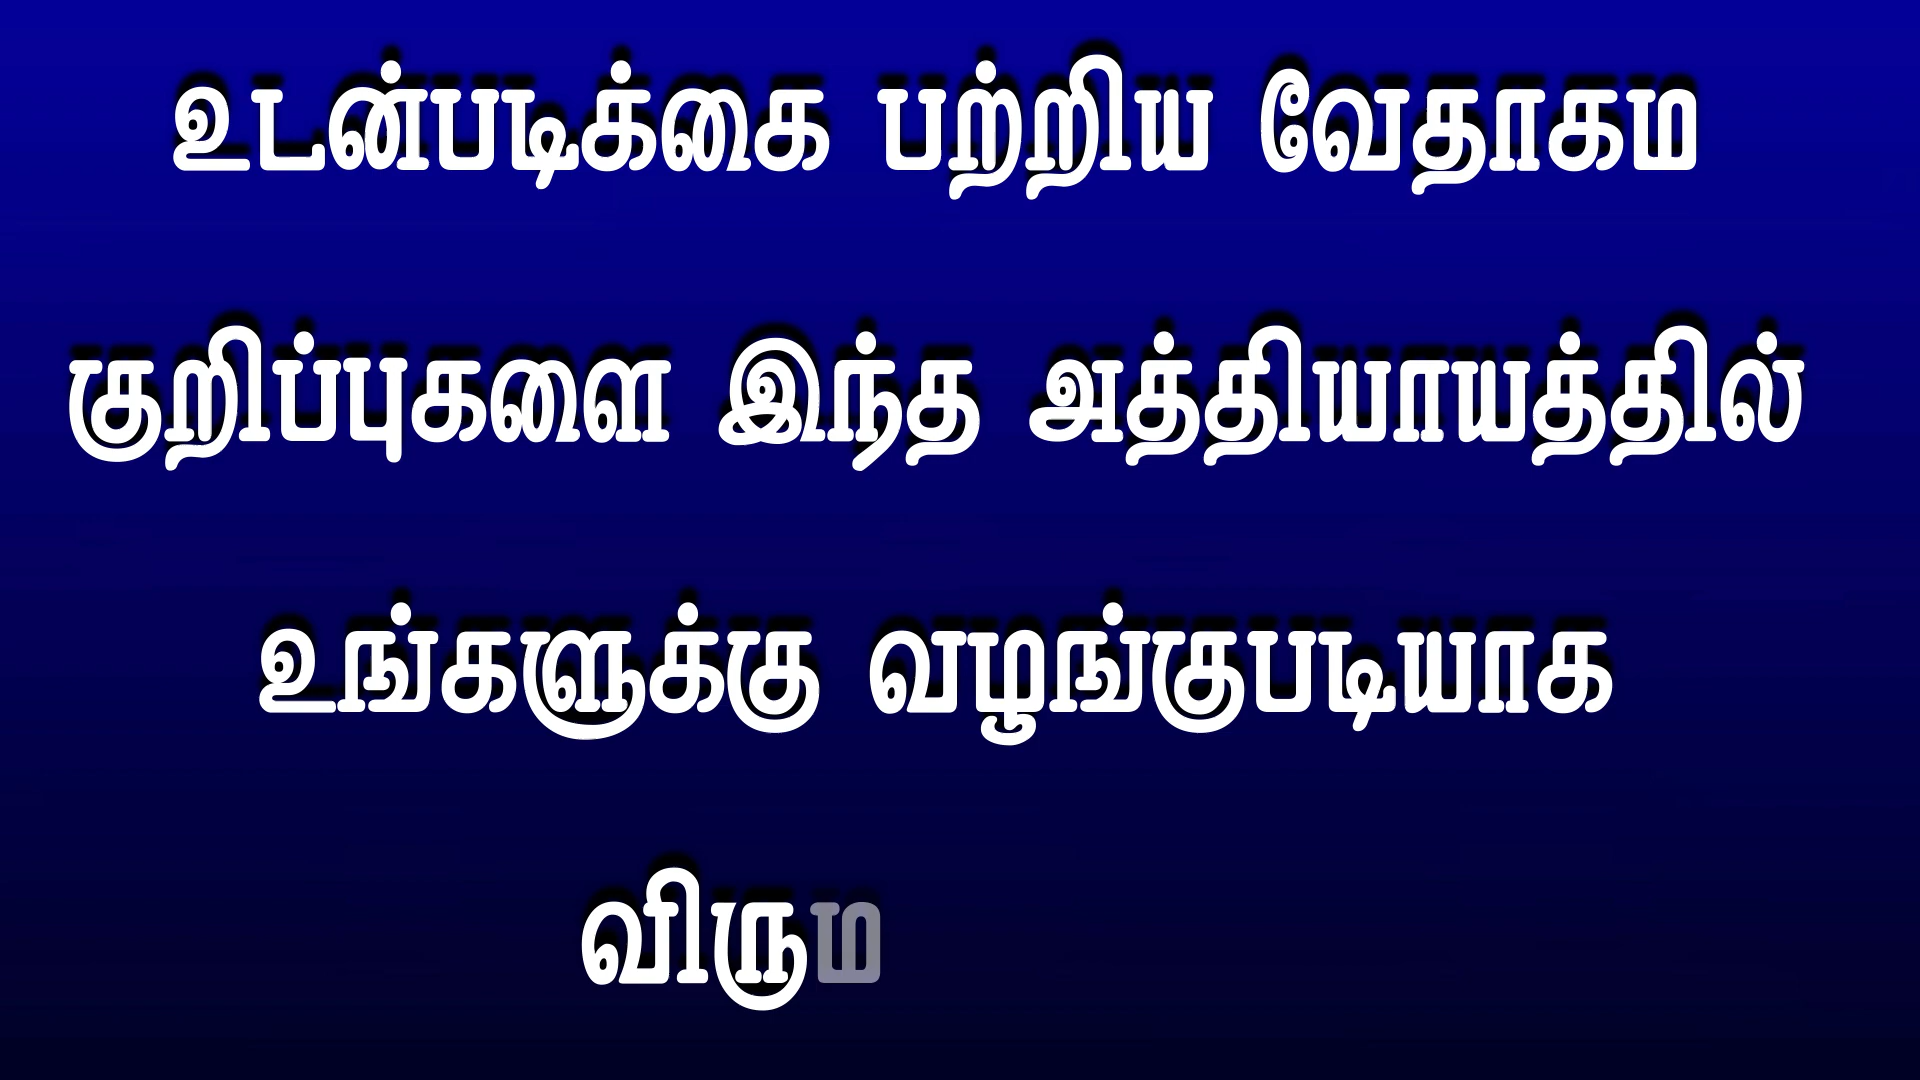 உடன்படிக்கை பற்றிய வேதாகம
குறிப்புகளை இந்த அத்தியாயத்தில்
உங்களுக்கு வழங்குபடியாக
விரும